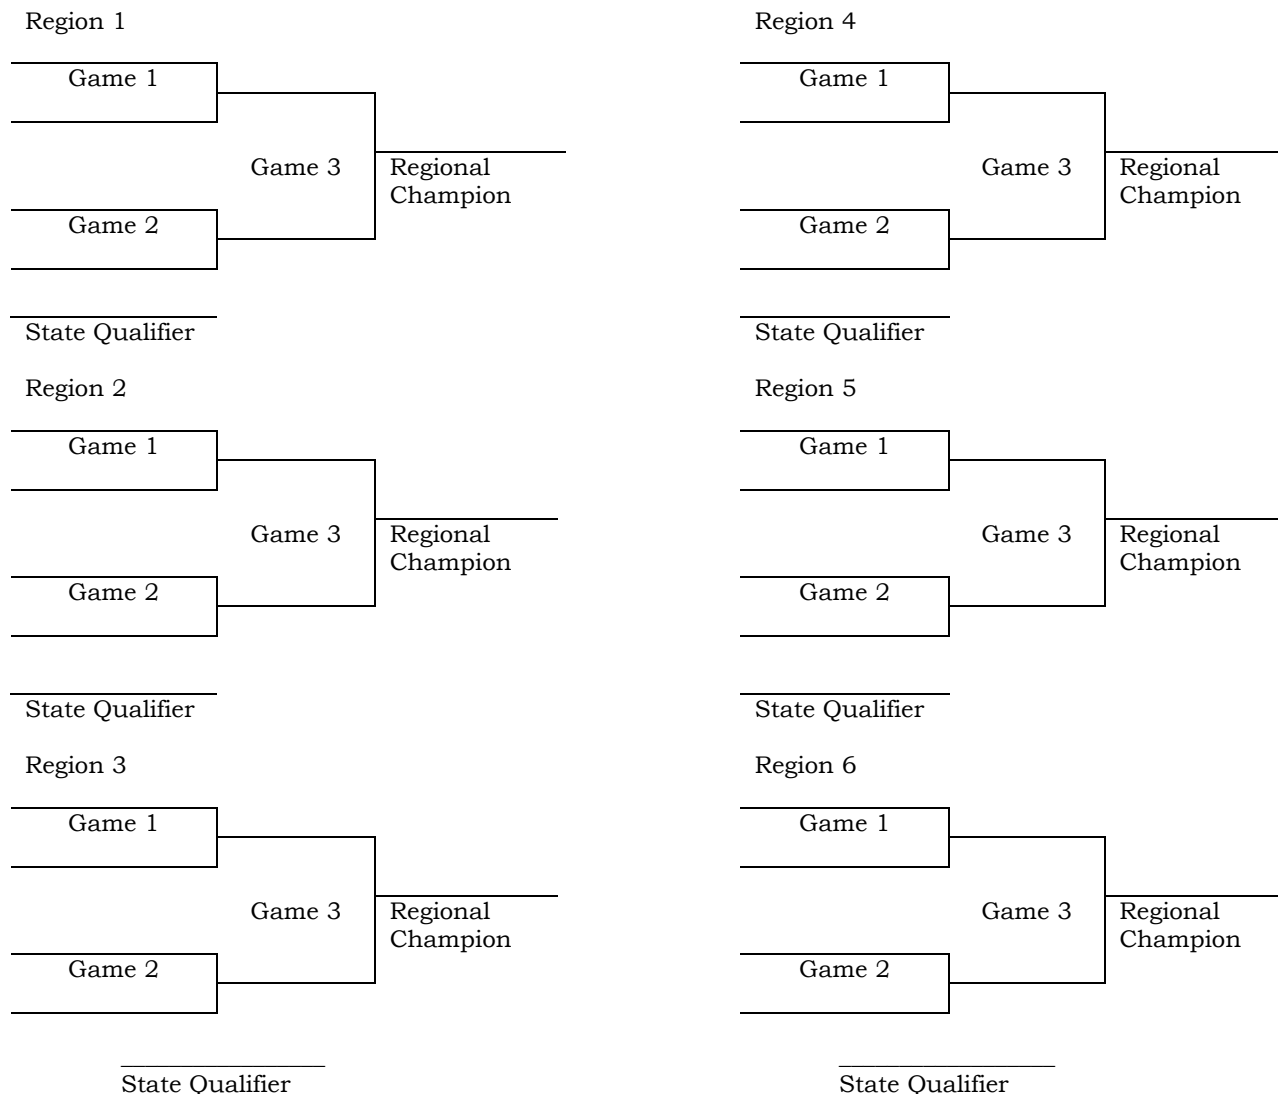 Region 1
Game 1
Game 3
Regional
Champion
Game 2
State Qualifier
Region 2
Game 1
Game 3
Regional
Champion
Game 2
State Qualifier
Region 3
Game 1
Game 3
Regional
Champion
Game 2
State Qualifier
Region 4
Game 1
Game 3
Regional
Champion
Game 2
State Qualifier
Region 5
Game 1
Game 3
Regional
Champion
Game 2
State Qualifier
Region 6
Game 1
Game 3
Regional
Champion
Game 2
State Qualifier